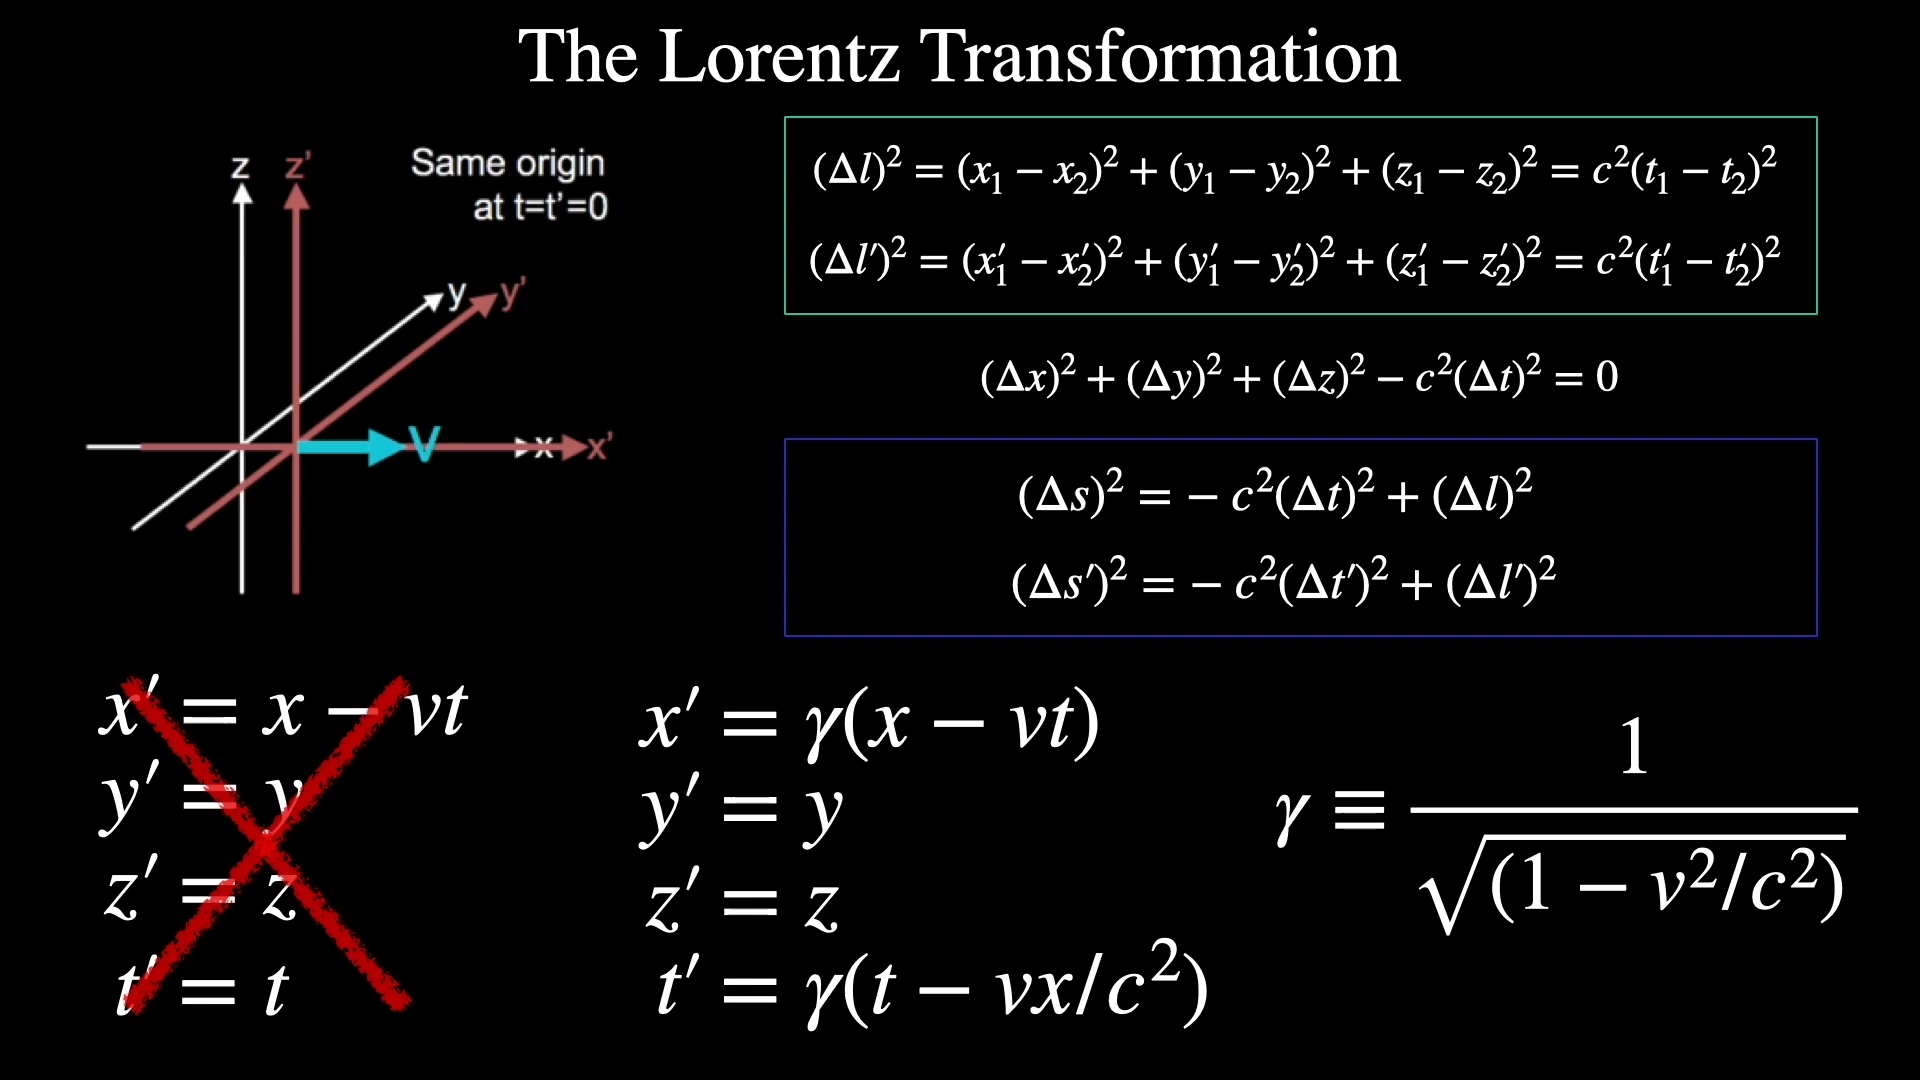 The Lorentz Transformation
z z’
Same origin
at t=t’=0
y y’
V
x x’
(Δl)² = (x₁ − x₂)² + (y₁ − y₂)² + (z₁ − z₂)² = c²(t₁ − t₂)²
(Δl′)² = (x′₁ − x′₂)² + (y′₁ − y′₂)² + (z′₁ − z′₂)² = c²(t′₁ − t′₂)²
(Δx)² + (Δy)² + (Δz)² − c²(Δt)² = 0
(Δs)² = − c²(Δt)² + (Δl)²
(Δs′)² = − c²(Δt′)² + (Δl′)²
x′ = x − vt
y′ = y
z′ = z
t′ = t
x′ = γ(x − vt)
y′ = y
z′ = z
t′ = γ(t − vx/c²)
γ ≡ 1 / √(1 − v²/c²)